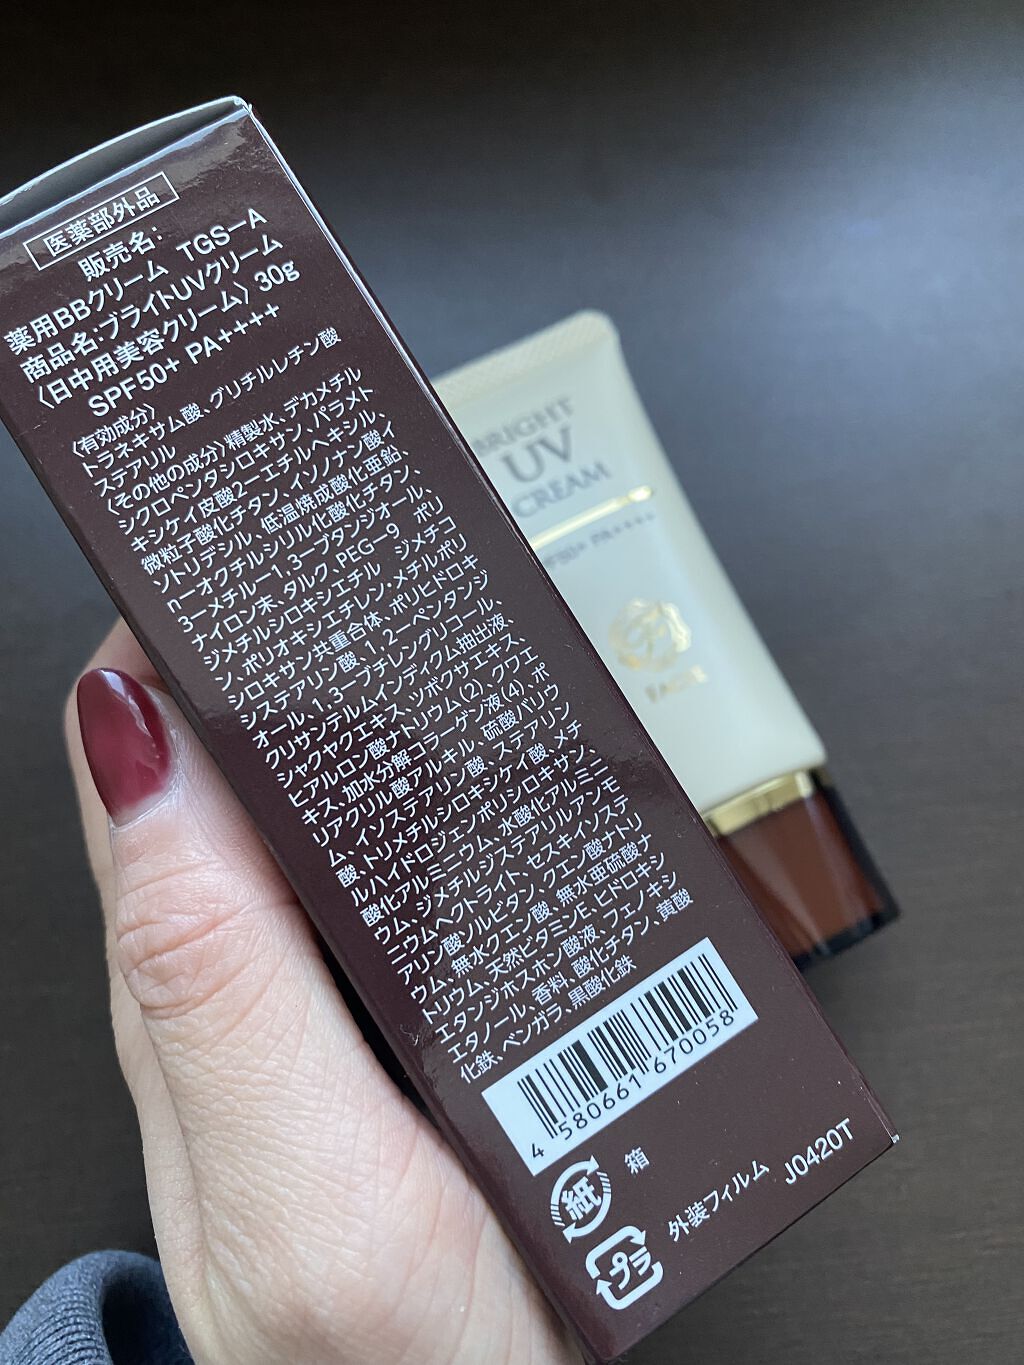 医薬部外品
販売名:
薬用BBクリーム TGS-A
商品名:ブライトUVクリーム
〈日中用美容クリーム〉30g
SPF50+ PA++++
〈有効成分〉
トラネキサム酸、グリチルレチン酸
ステアリル
〈その他の成分〉精製水、デカメチル
シクロペンタシロキサン、パラメト
キシケイ皮酸2-エチルヘキシル、
微粒子酸化チタン、イソノナン酸イ
ソトリデシル、低温焼成酸化亜鉛、
n-オクチルシリル化酸化チタン、
3-メチル-1,3-ブタンジオール、
ナイロン末、タルク、PEG-9 ポリ
ジメチルシロキシエチル ジメチコ
ン、ポリオキシエチレン・メチルポリ
シロキサン共重合体、ポリヒドロキ
システアリン酸、1,2-ペンタンジ
オール、1,3-ブチレングリコール、
クリサンテルムインディクム抽出液、
シャクヤクエキス、ツボクサエキス、
ヒアルロン酸ナトリウム(2)、クワエ
キス、加水分解コラーゲン液(4)、ポ
リアクリル酸アルキル、硫酸バリウ
ム、イソステアリン酸、ステアリン
酸、トリメチルシロキシケイ酸、メチ
ルハイドロジェンポリシロキサン、
酸化アルミニウム、水酸化アルミニ
ウム、ジメチルジステアリルアンモ
ニウムヘクトライト、セスキイソステ
アリン酸ソルビタン、クエン酸ナトリ
ウム、無水クエン酸、無水亜硫酸ナ
トリウム、天然ビタミンE、ヒドロキシ
エタンジホスホン酸液、フェノキシ
エタノール、香料、酸化チタン、黄酸
化鉄、ベンガラ、黒酸化鉄
4 580661 670058
紙 箱
プラ 外装フィルム J0420T
BRIGHT
UV
CREAM
SPF50+ PA++++
FACIE